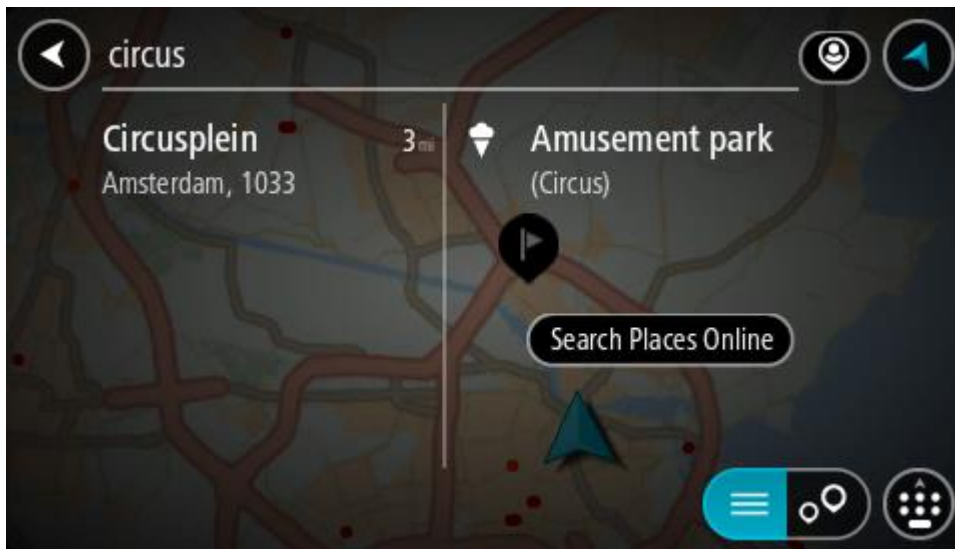 circus
Circusplein
3 mi
Amsterdam, 1033
Amusement park
(Circus)
Search Places Online